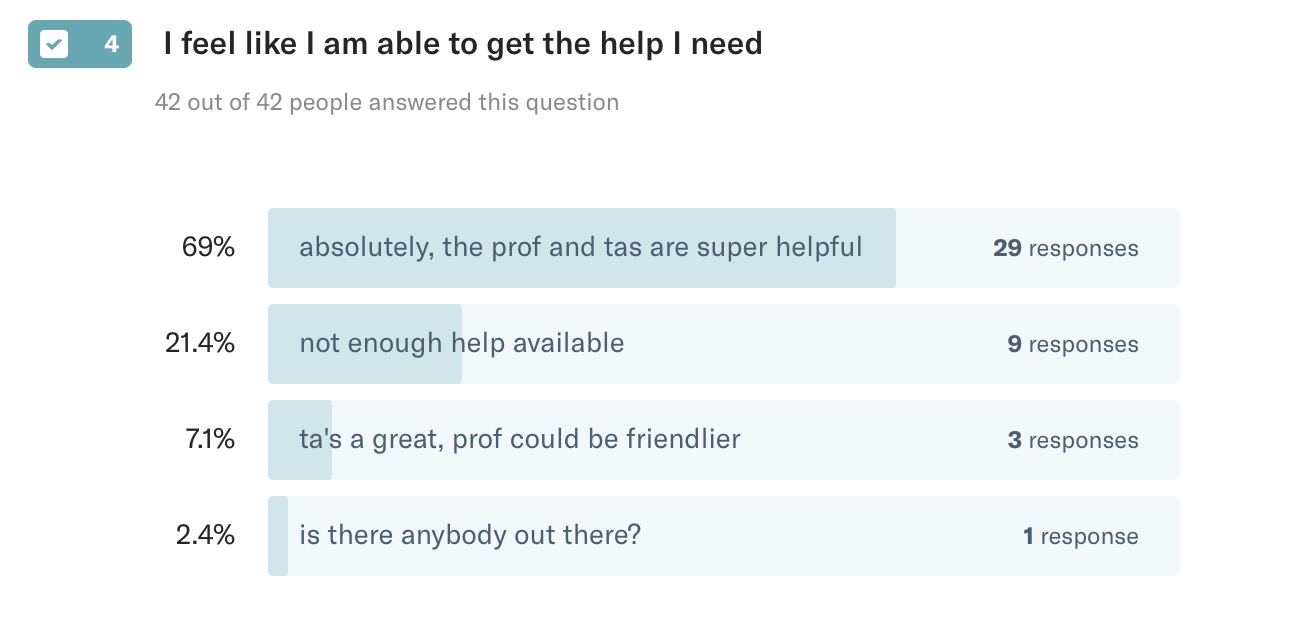 4 I feel like I am able to get the help I need
42 out of 42 people answered this question
69% absolutely, the prof and tas are super helpful 29 responses
21.4% not enough help available 9 responses
7.1% ta's a great, prof could be friendlier 3 responses
2.4% is there anybody out there? 1 response